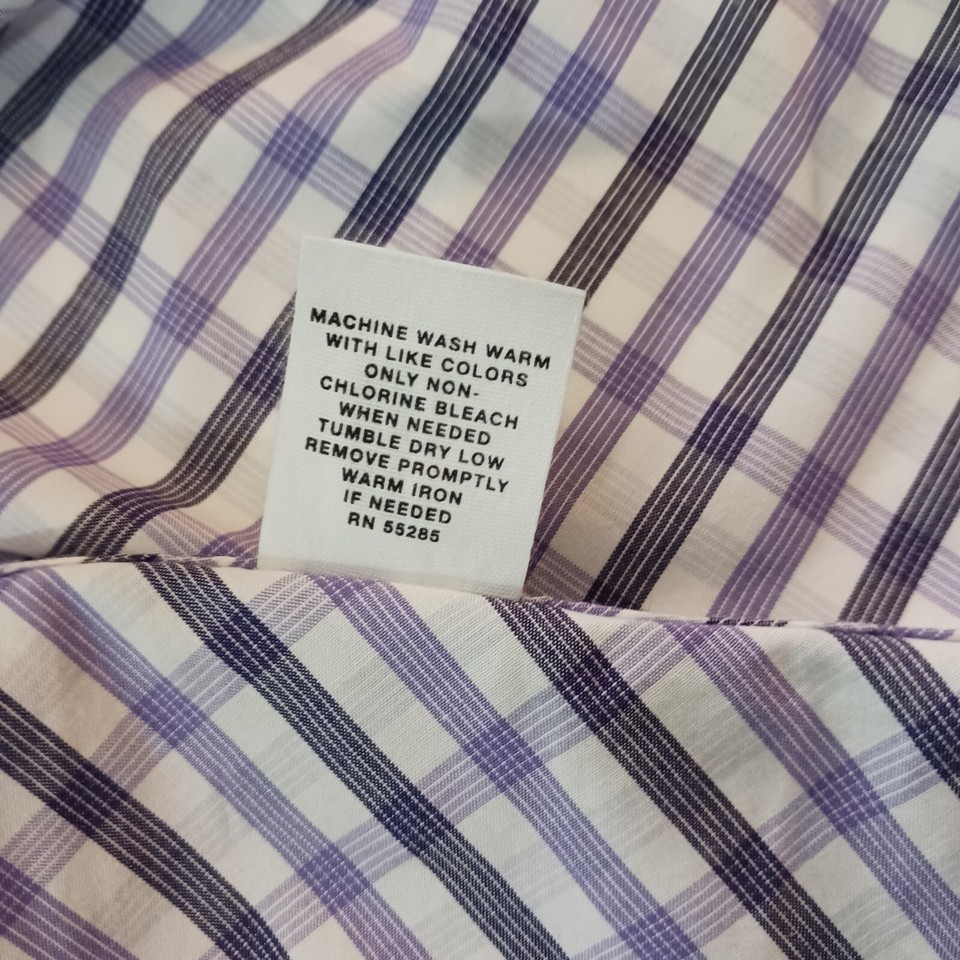 MACHINE WASH WARM
WITH LIKE COLORS
ONLY NON-
CHLORINE BLEACH
WHEN NEEDED
TUMBLE DRY LOW
REMOVE PROMPTLY
WARM IRON
IF NEEDED
RN 55285